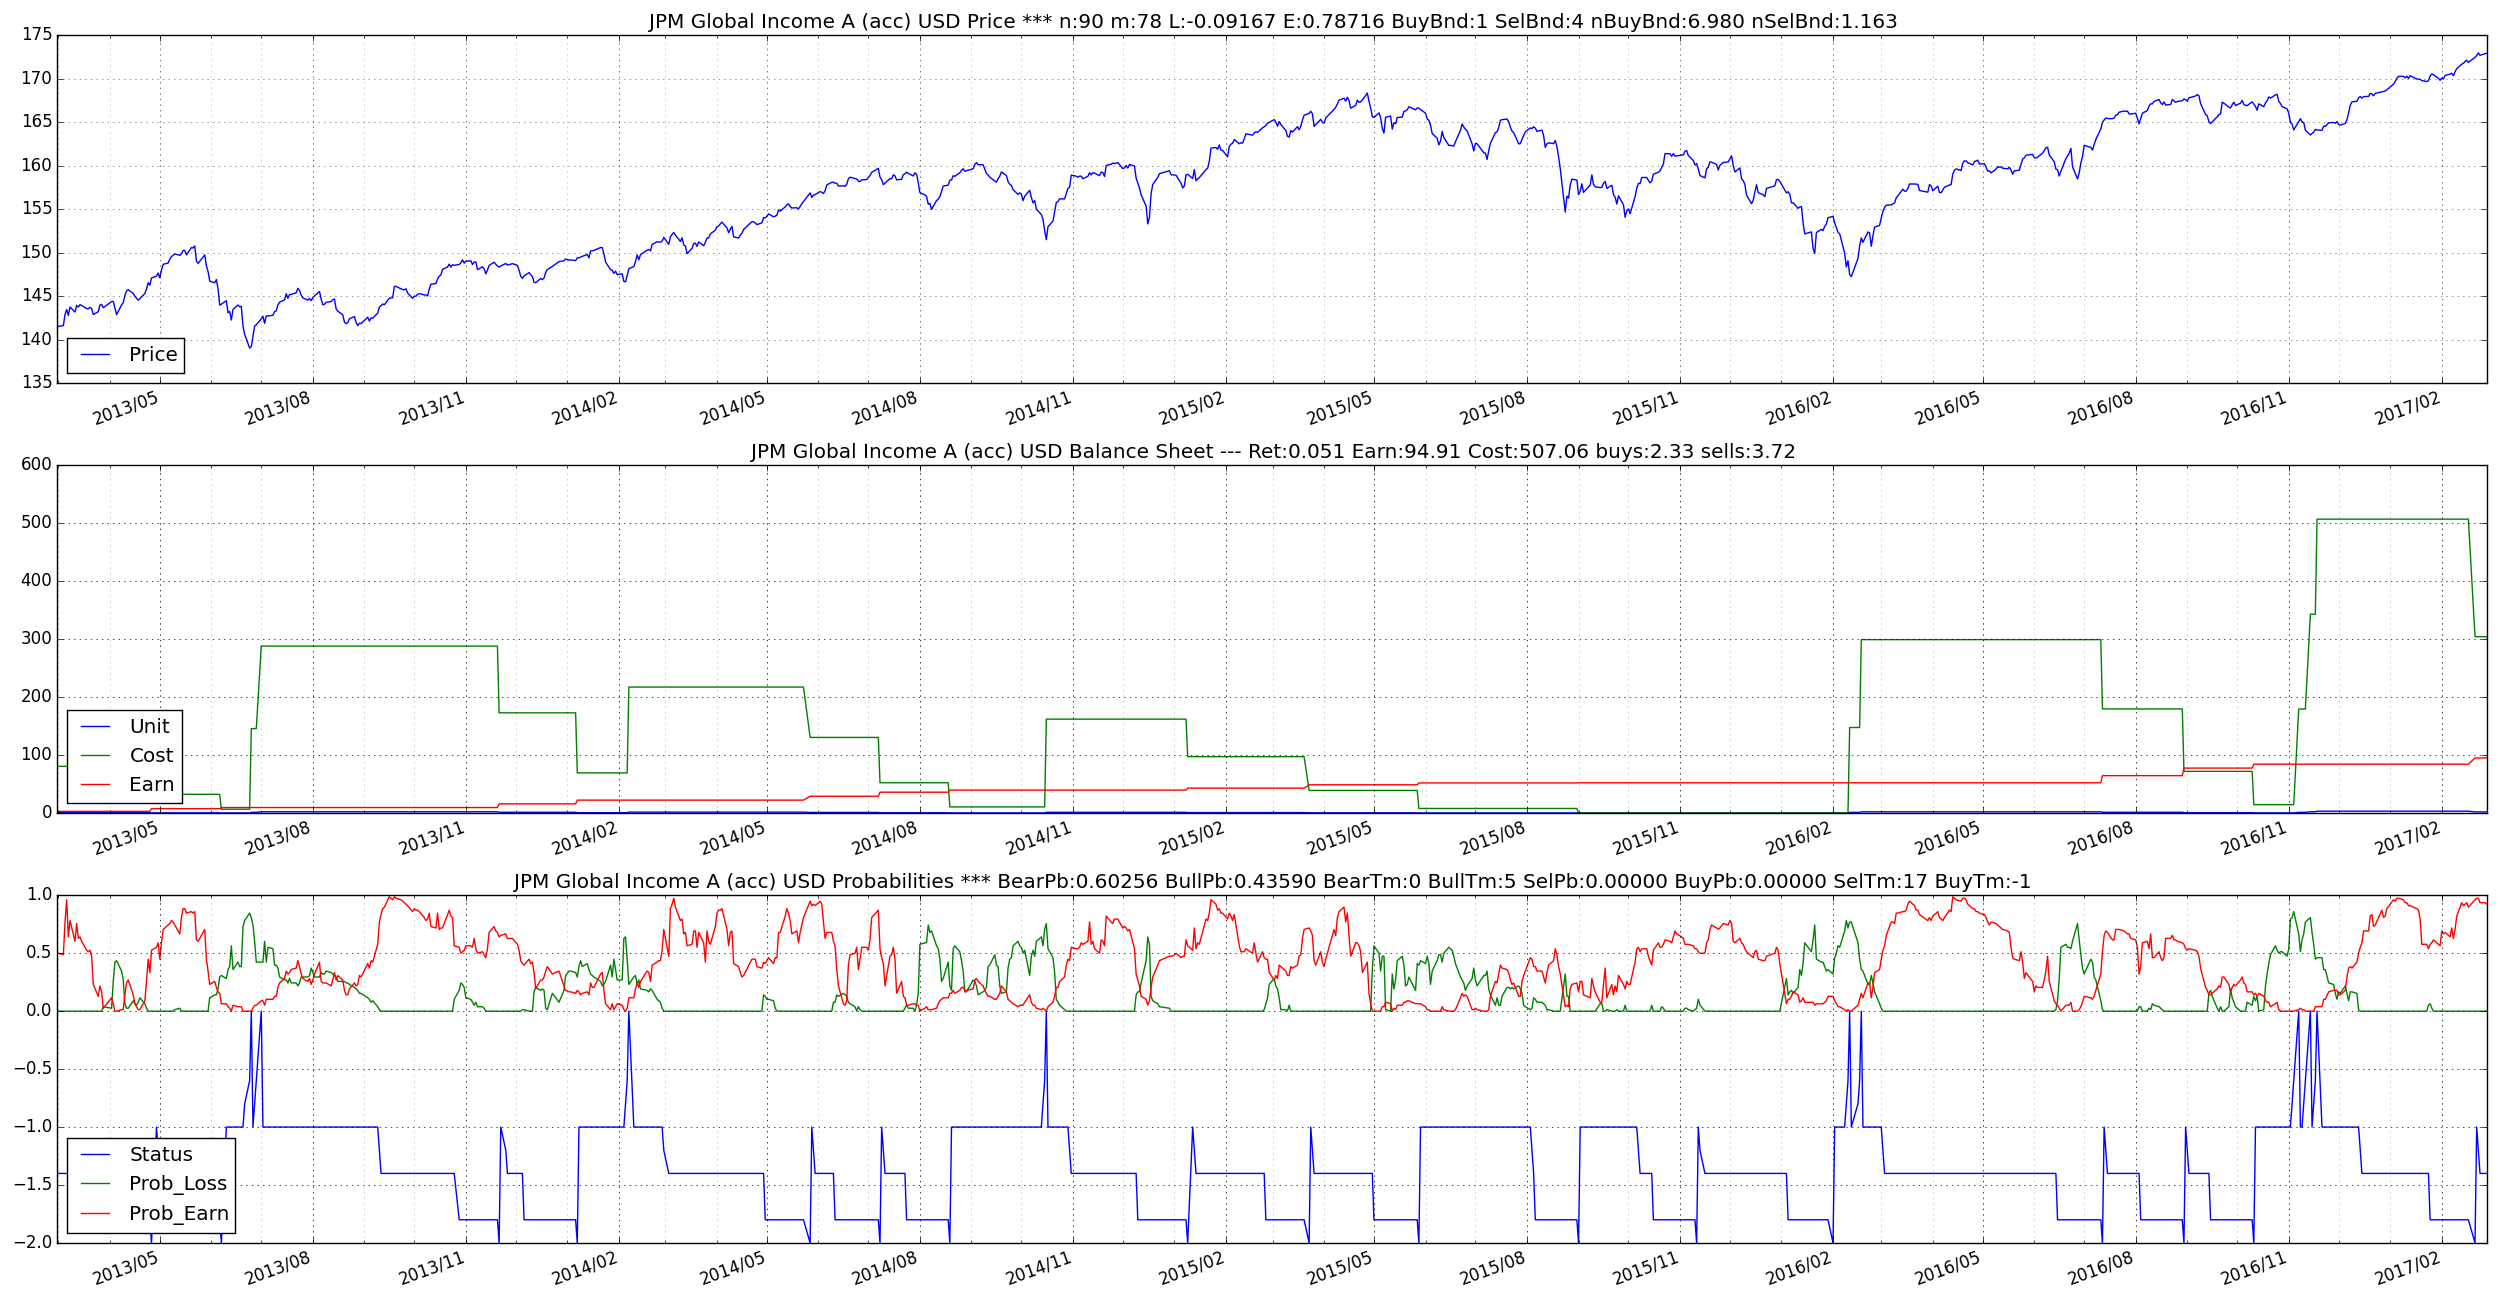 JPM Global Income A (acc) USD Price *** n:90 m:78 L:-0.09167 E:0.78716 BuyBnd:1 SelBnd:4 nBuyBnd:6.980 nSelBnd:1.163
175
170
165
160
155
150
145
140
135
Price
2013/05 2013/08 2013/11 2014/02 2014/05 2014/08 2014/11 2015/02 2015/05 2015/08 2015/11 2016/02 2016/05 2016/08 2016/11 2017/02
JPM Global Income A (acc) USD Balance Sheet --- Ret:0.051 Earn:94.91 Cost:507.06 buys:2.33 sells:3.72
600
500
400
300
200
100
0
Unit
Cost
Earn
2013/05 2013/08 2013/11 2014/02 2014/05 2014/08 2014/11 2015/02 2015/05 2015/08 2015/11 2016/02 2016/05 2016/08 2016/11 2017/02
JPM Global Income A (acc) USD Probabilities *** BearPb:0.60256 BullPb:0.43590 BearTm:0 BullTm:5 SelPb:0.00000 BuyPb:0.00000 SelTm:17 BuyTm:-1
1.0
0.5
0.0
−0.5
−1.0
−1.5
−2.0
Status
Prob_Loss
Prob_Earn
2013/05 2013/08 2013/11 2014/02 2014/05 2014/08 2014/11 2015/02 2015/05 2015/08 2015/11 2016/02 2016/05 2016/08 2016/11 2017/02